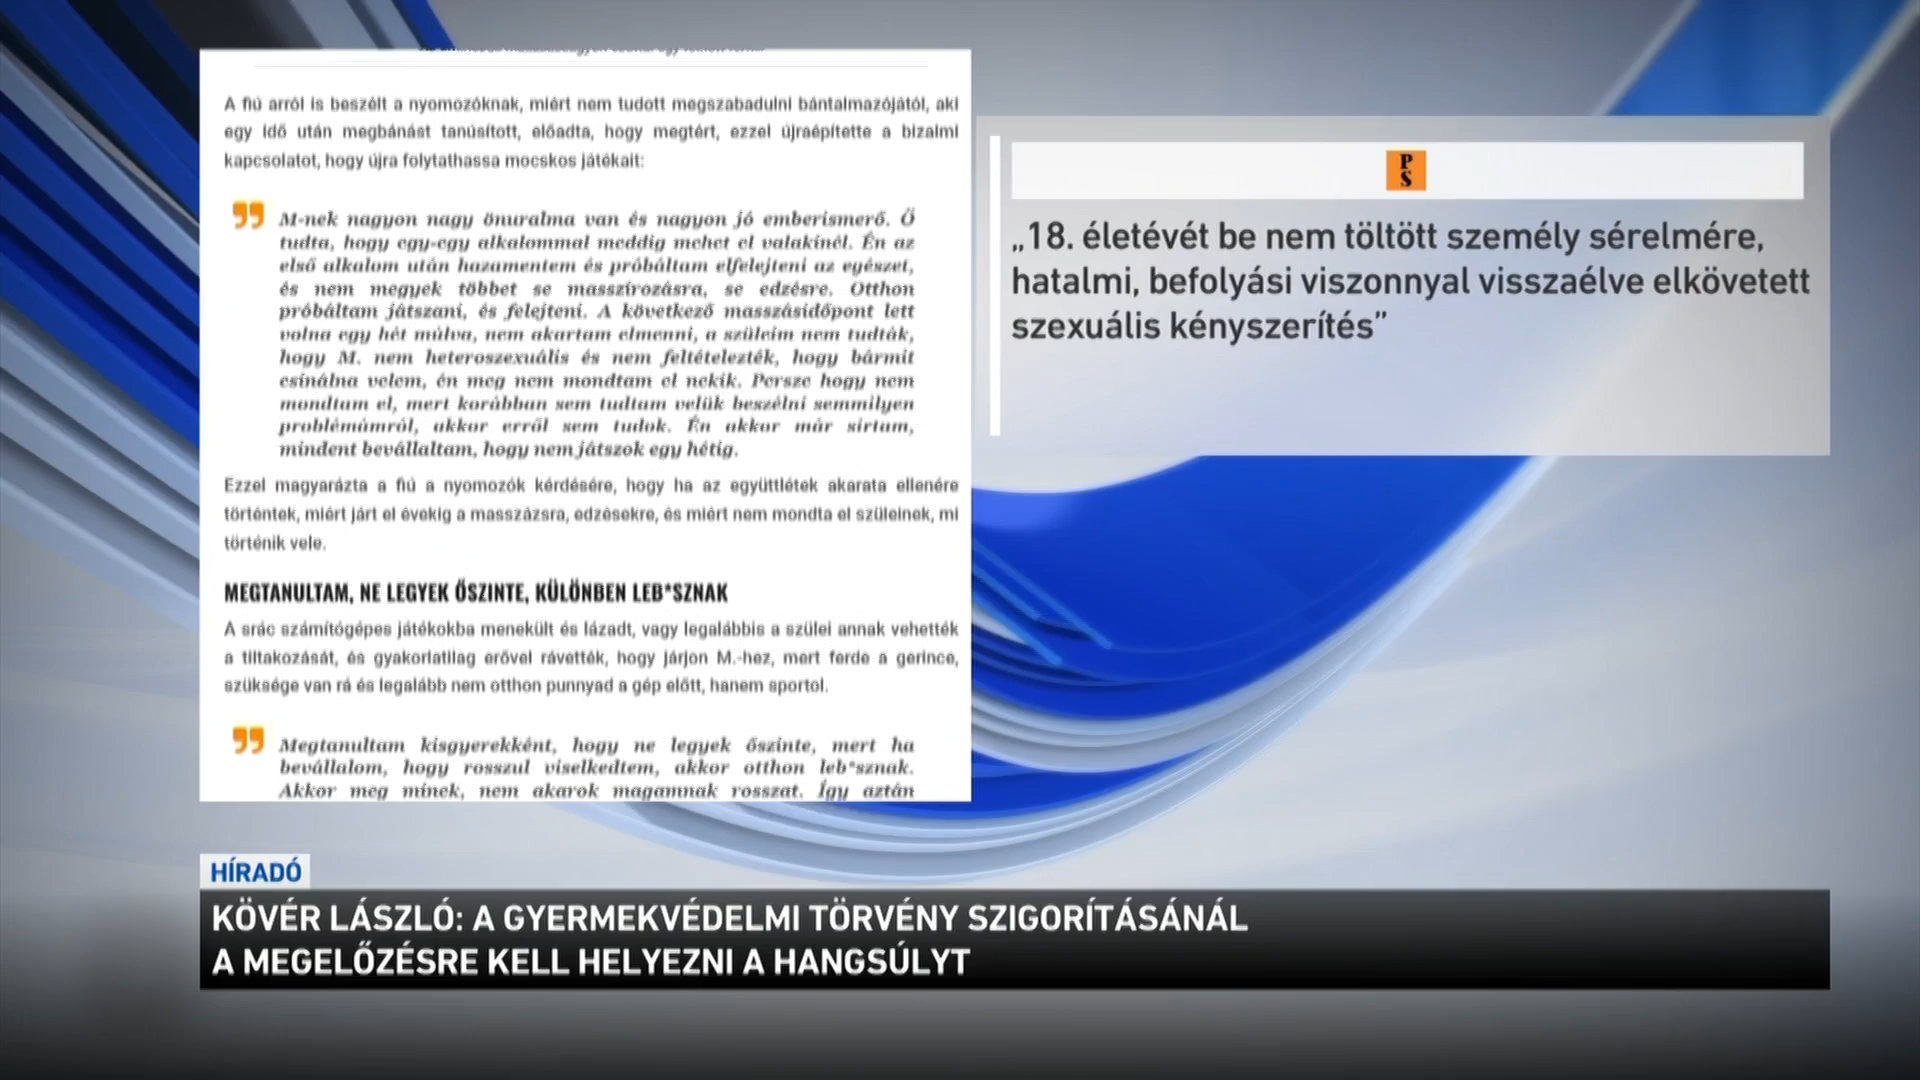 A fiú arról is beszélt a nyomozóknak, miért nem tudott megszabadulni bántalmazójától, aki
egy idő után megbánást tanúsított, előadta, hogy megtért, ezzel újraépítette a bizalmi
kapcsolatot, hogy újra folytathassa mocskos játékait:
M-nek nagyon nagy önuralma van és nagyon jó emberismerő. Ő
tudta, hogy egy-egy alkalommal meddig mehet el valakinél. Én az
első alkalom után hazamentem és próbáltam elfelejteni az egészet,
és nem megyek többet se masszírozásra, se edzésre. Otthon
próbáltam játszani, és felejteni. A következő masszásidőpont lett
volna egy hét múlva, nem akartam elmenni, a szüleim nem tudták,
hogy M. nem heteroszexuális és nem feltételezték, hogy bármit
csinálna velem, én meg nem mondtam el nekik. Persze hogy nem
mondtam el, mert korábban sem tudtam velük beszélni semmilyen
problémámról, akkor erről sem tudok. Én akkor már sírtam,
mindent bevállaltam, hogy nem játszok egy hétig.
Ezzel magyarázta a fiú a nyomozók kérdésére, hogy ha az együttlétek akarata ellenére
történtek, miért járt el évekig a masszázsra, edzésekre, és miért nem mondta el szüleinek, mi
történik vele.
MEGTANULTAM, NE LEGYEK ŐSZINTE, KÜLÖNBEN LEB*SZNAK
A srác számítógépes játékokba menekült és lázadt, vagy legalábbis a szülei annak vehették
a tiltakozását, és gyakorlatilag erővel rávették, hogy járjon M.-hez, mert ferde a gerince,
szüksége van rá és legalább nem otthon punnyad a gép előtt, hanem sportol.
Megtanultam kisgyerekként, hogy ne legyek őszinte, mert ha
bevállalom, hogy rosszul viselkedtem, akkor otthon leb*sznak.
Akkor meg minek, nem akarok magamnak rosszat. Így aztán
P
S
„18. életévét be nem töltött személy sérelmére,
hatalmi, befolyási viszonnyal visszaélve elkövetett
szexuális kényszerítés”
HÍRADÓ
KÖVÉR LÁSZLÓ: A GYERMEKVÉDELMI TÖRVÉNY SZIGORÍTÁSÁNÁL
A MEGELŐZÉSRE KELL HELYEZNI A HANGSÚLYT